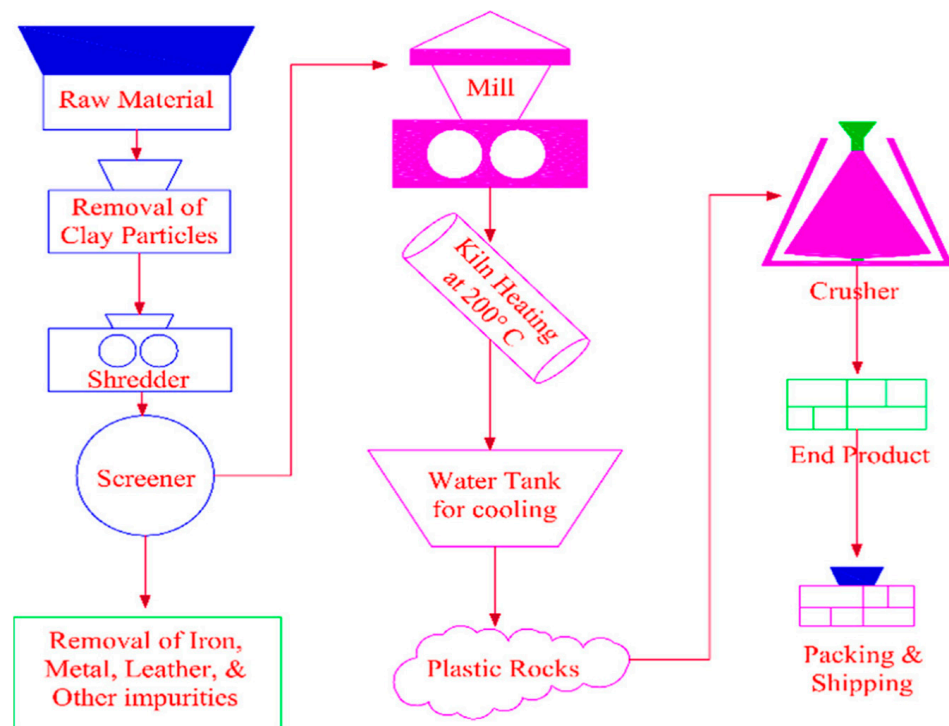 Raw Material
Removal of
Clay Particles
Shredder
Screener
Removal of Iron,
Metal, Leather, &
Other impurities
Mill
Kiln Heating
at 200° C
Water Tank
for cooling
Plastic Rocks
Crusher
End Product
Packing &
Shipping